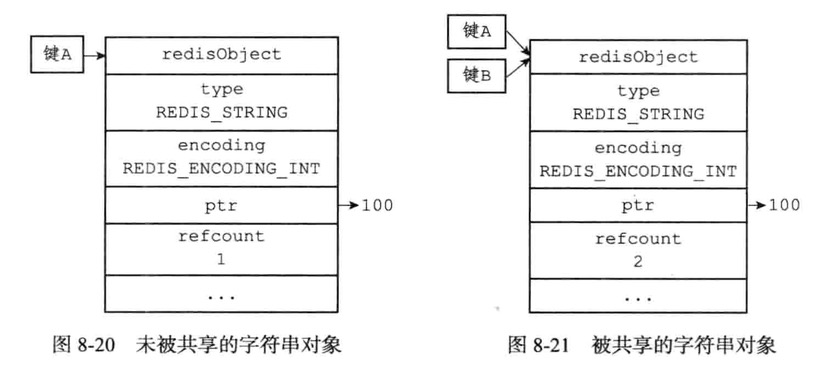 键A
redisObject
type
REDIS_STRING
encoding
REDIS_ENCODING_INT
ptr
100
refcount
1
...
图 8-20 未被共享的字符串对象
键A
键B
redisObject
type
REDIS_STRING
encoding
REDIS_ENCODING_INT
ptr
100
refcount
2
...
图 8-21 被共享的字符串对象